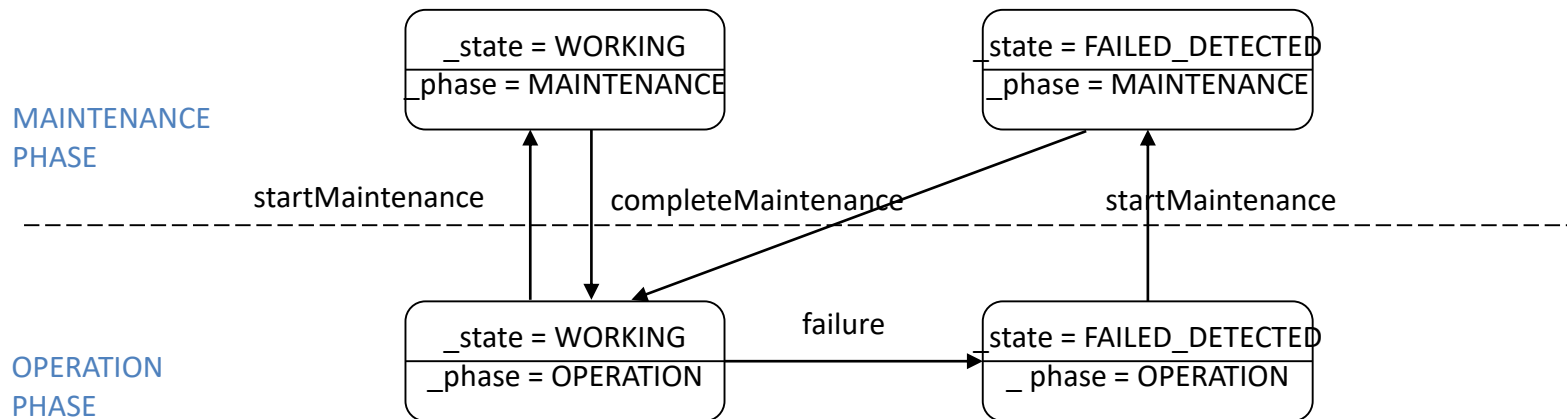 _state = WORKING
_phase = MAINTENANCE
_state = FAILED_DETECTED
_phase = MAINTENANCE
MAINTENANCE
PHASE
startMaintenance
completeMaintenance
startMaintenance
_state = WORKING
_phase = OPERATION
failure
_state = FAILED_DETECTED
_ phase = OPERATION
OPERATION
PHASE